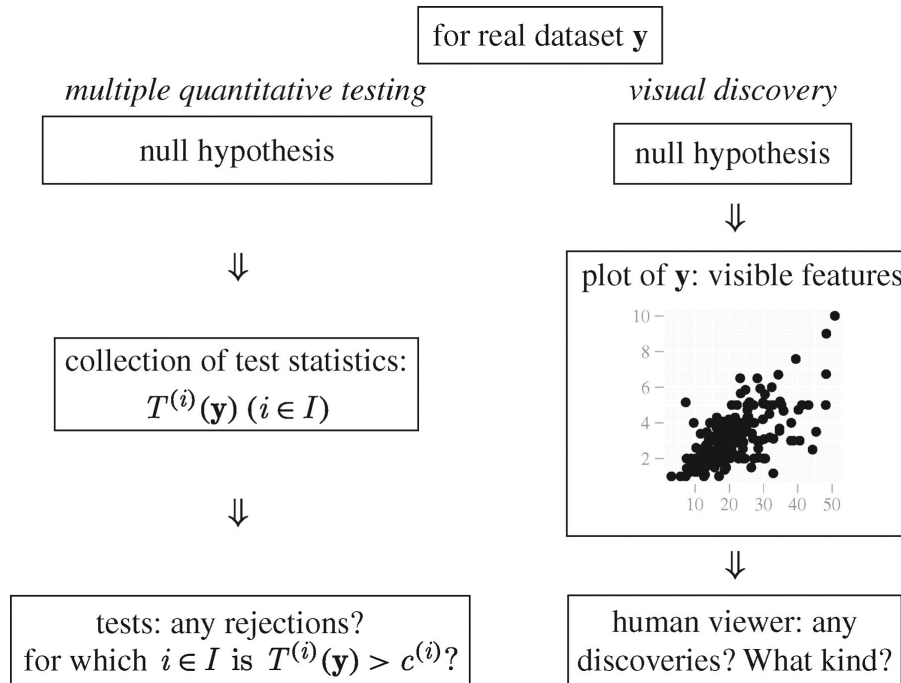 for real dataset y
multiple quantitative testing
visual discovery
null hypothesis
null hypothesis
⇓
⇓
plot of y: visible features
10
8
6
4
2
10 20 30 40 50
collection of test statistics:
T⁽ⁱ⁾(y) (i ∈ I)
⇓
⇓
tests: any rejections?
for which i ∈ I is T⁽ⁱ⁾(y) > c⁽ⁱ⁾?
human viewer: any
discoveries? What kind?